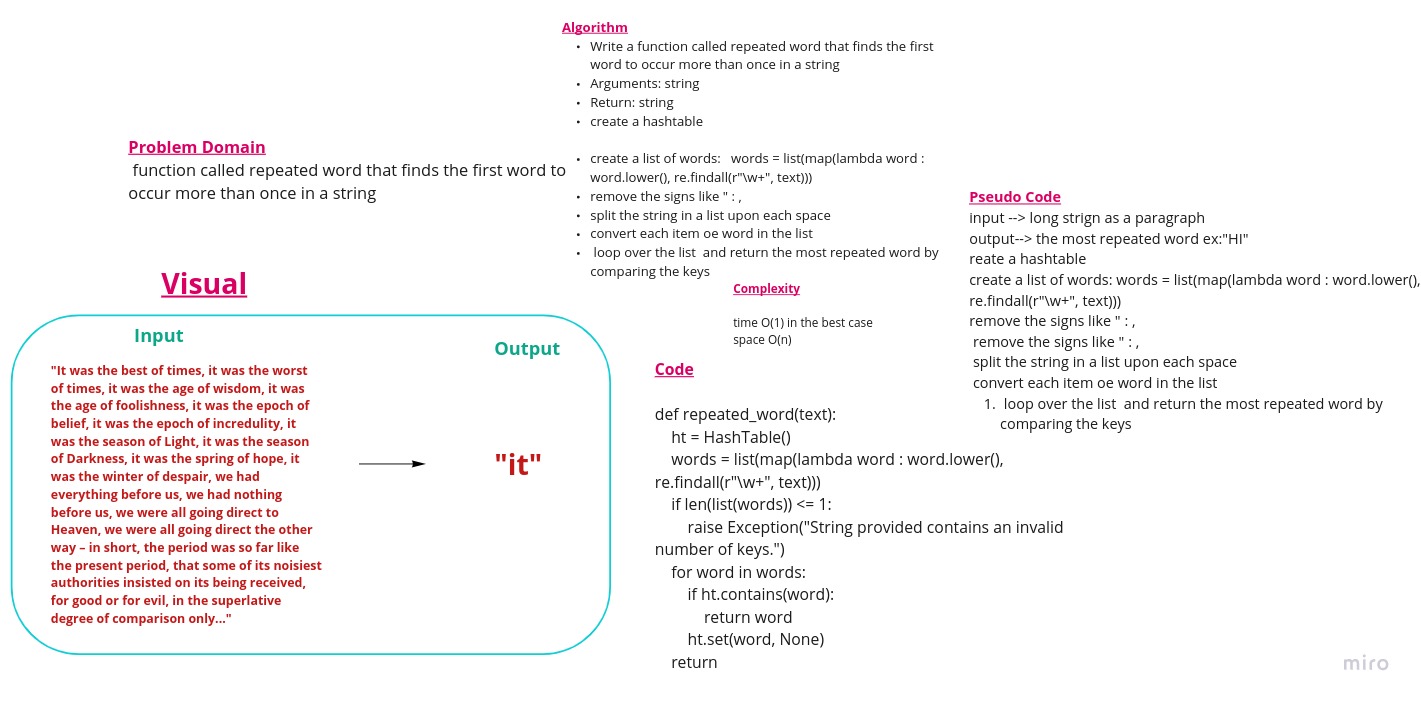 Algorithm
• Write a function called repeated word that finds the first
word to occur more than once in a string
• Arguments: string
• Return: string
• create a hashtable
• create a list of words:   words = list(map(lambda word :
word.lower(), re.findall(r"\w+", text)))
• remove the signs like " : ,
• split the string in a list upon each space
• convert each item oe word in the list
•  loop over the list  and return the most repeated word by
comparing the keys
Problem Domain
function called repeated word that finds the first word to
occur more than once in a string
Visual
Input
"It was the best of times, it was the worst
of times, it was the age of wisdom, it was
the age of foolishness, it was the epoch of
belief, it was the epoch of incredulity, it
was the season of Light, it was the season
of Darkness, it was the spring of hope, it
was the winter of despair, we had
everything before us, we had nothing
before us, we were all going direct to
Heaven, we were all going direct the other
way – in short, the period was so far like
the present period, that some of its noisiest
authorities insisted on its being received,
for good or for evil, in the superlative
degree of comparison only..."
Output
"it"
Complexity
time O(1) in the best case
space O(n)
Code
def repeated_word(text):
    ht = HashTable()
    words = list(map(lambda word : word.lower(),
re.findall(r"\w+", text)))
    if len(list(words)) <= 1:
        raise Exception("String provided contains an invalid
number of keys.")
    for word in words:
        if ht.contains(word):
            return word
        ht.set(word, None)
    return
Pseudo Code
input --> long strign as a paragraph
output--> the most repeated word ex:"HI"
reate a hashtable
create a list of words: words = list(map(lambda word : word.lower(),
re.findall(r"\w+", text)))
remove the signs like " : ,
remove the signs like " : ,
split the string in a list upon each space
convert each item oe word in the list
1.  loop over the list  and return the most repeated word by
comparing the keys
miro